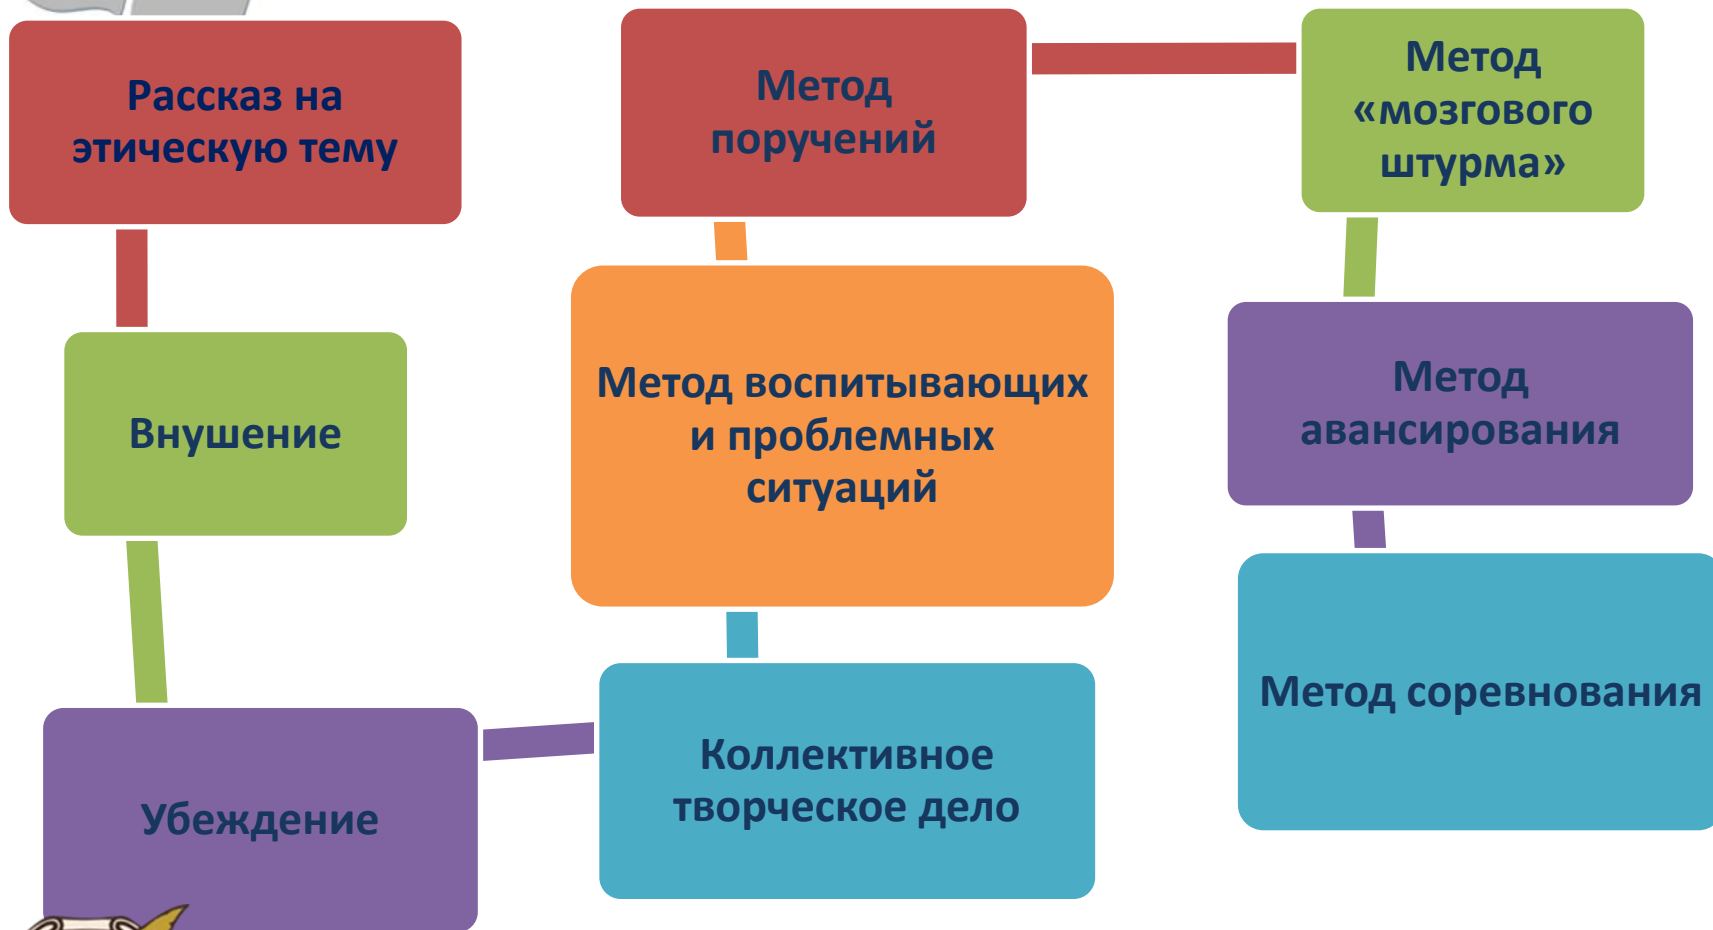 Рассказ на
этическую тему
Внушение
Убеждение
Коллективное
творческое дело
Метод воспитывающих
и проблемных
ситуаций
Метод
поручений
Метод
«мозгового
штурма»
Метод
авансирования
Метод соревнования